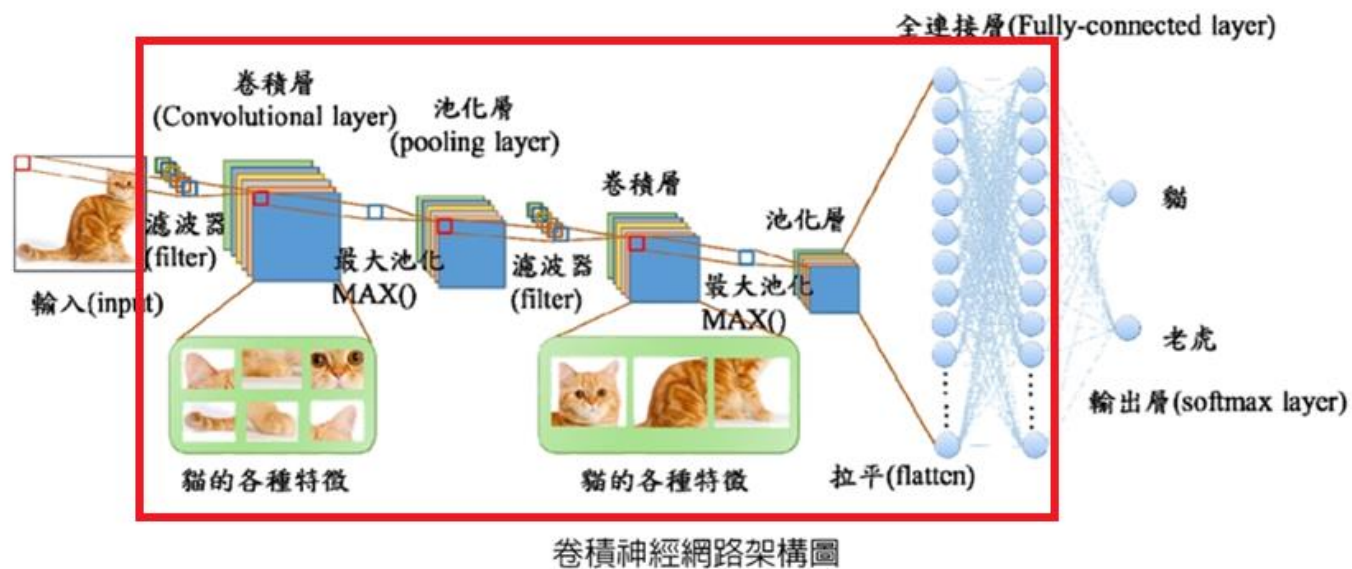 全連接層(Fully-connected layer)
卷積層
(Convolutional layer)
池化層
(pooling layer)
卷積層
池化層
濾波器
(filter)
最大池化
MAX()
濾波器
(filter)
最大池化
MAX()
輸入(input)
貓
老虎
輸出層(softmax layer)
貓的各種特徵
貓的各種特徵
拉平(flatten)
卷積神經網路架構圖